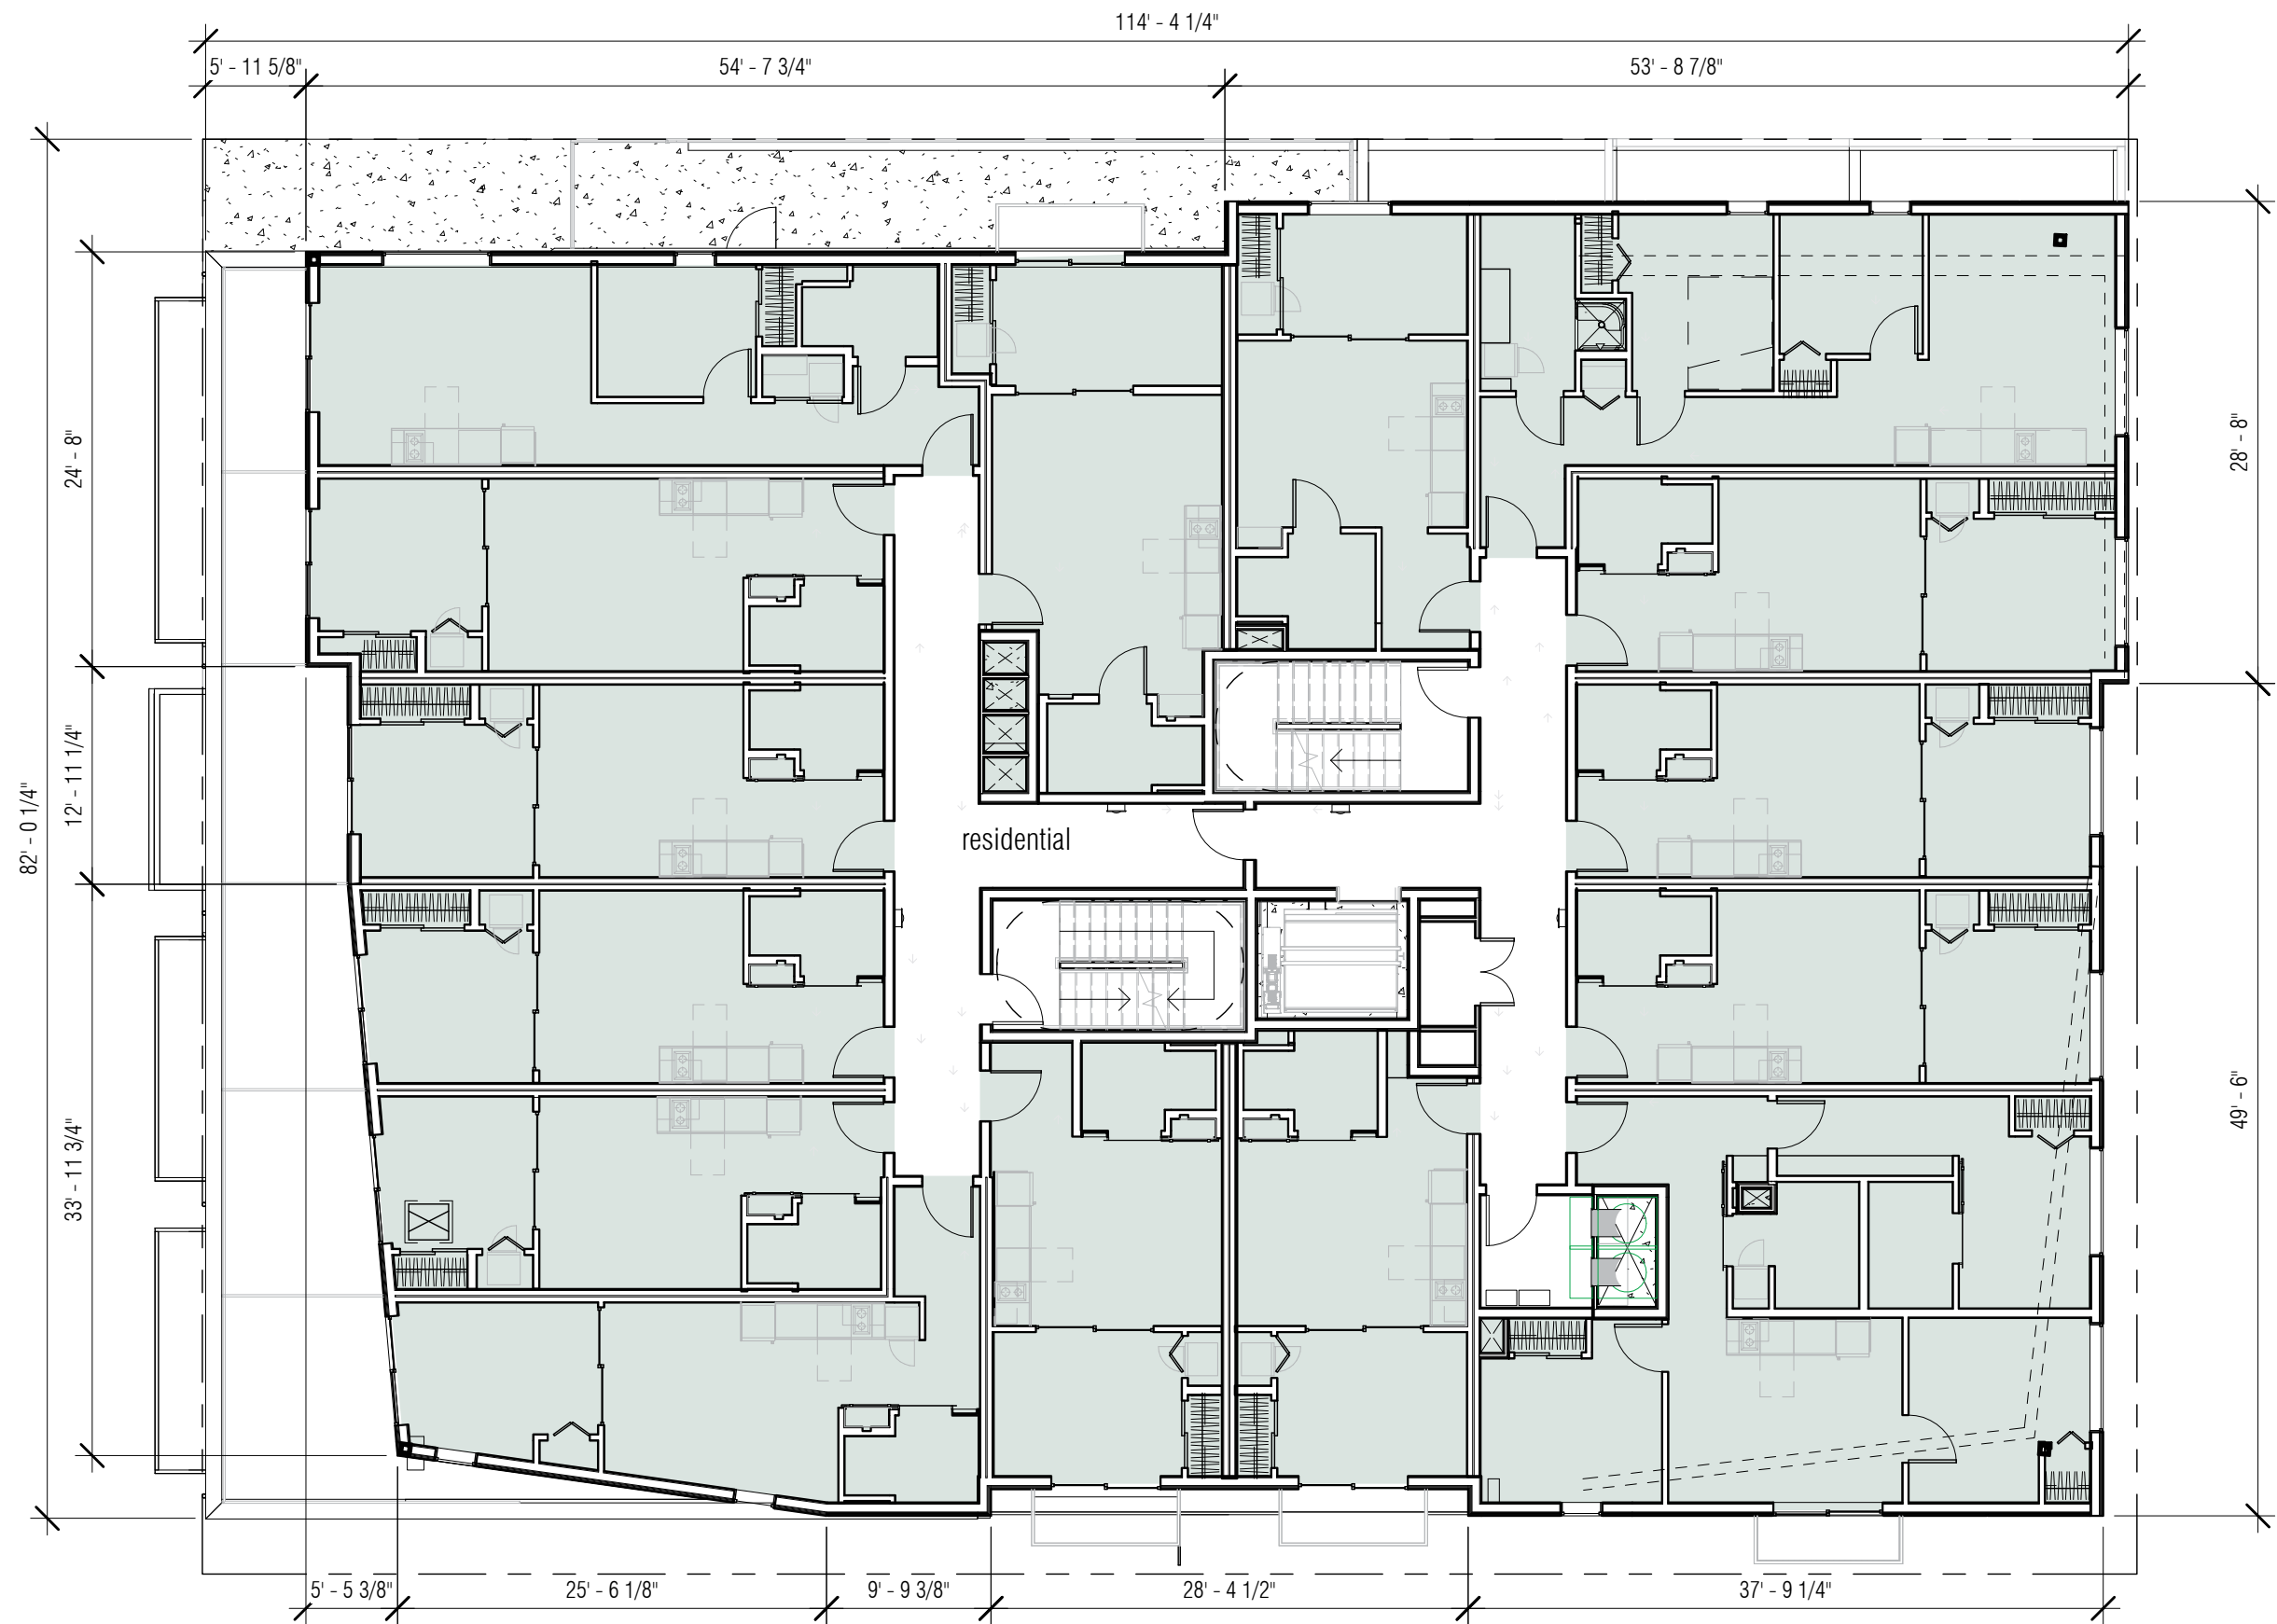 114' - 4 1/4"
5' - 11 5/8"
54' - 7 3/4"
53' - 8 7/8"
24' - 8"
28' - 8"
12' - 11 1/4"
82' - 0 1/4"
residential
33' - 11 3/4"
49' - 6"
5' - 5 3/8"
25' - 6 1/8"
9' - 9 3/8"
28' - 4 1/2"
37' - 9 1/4"